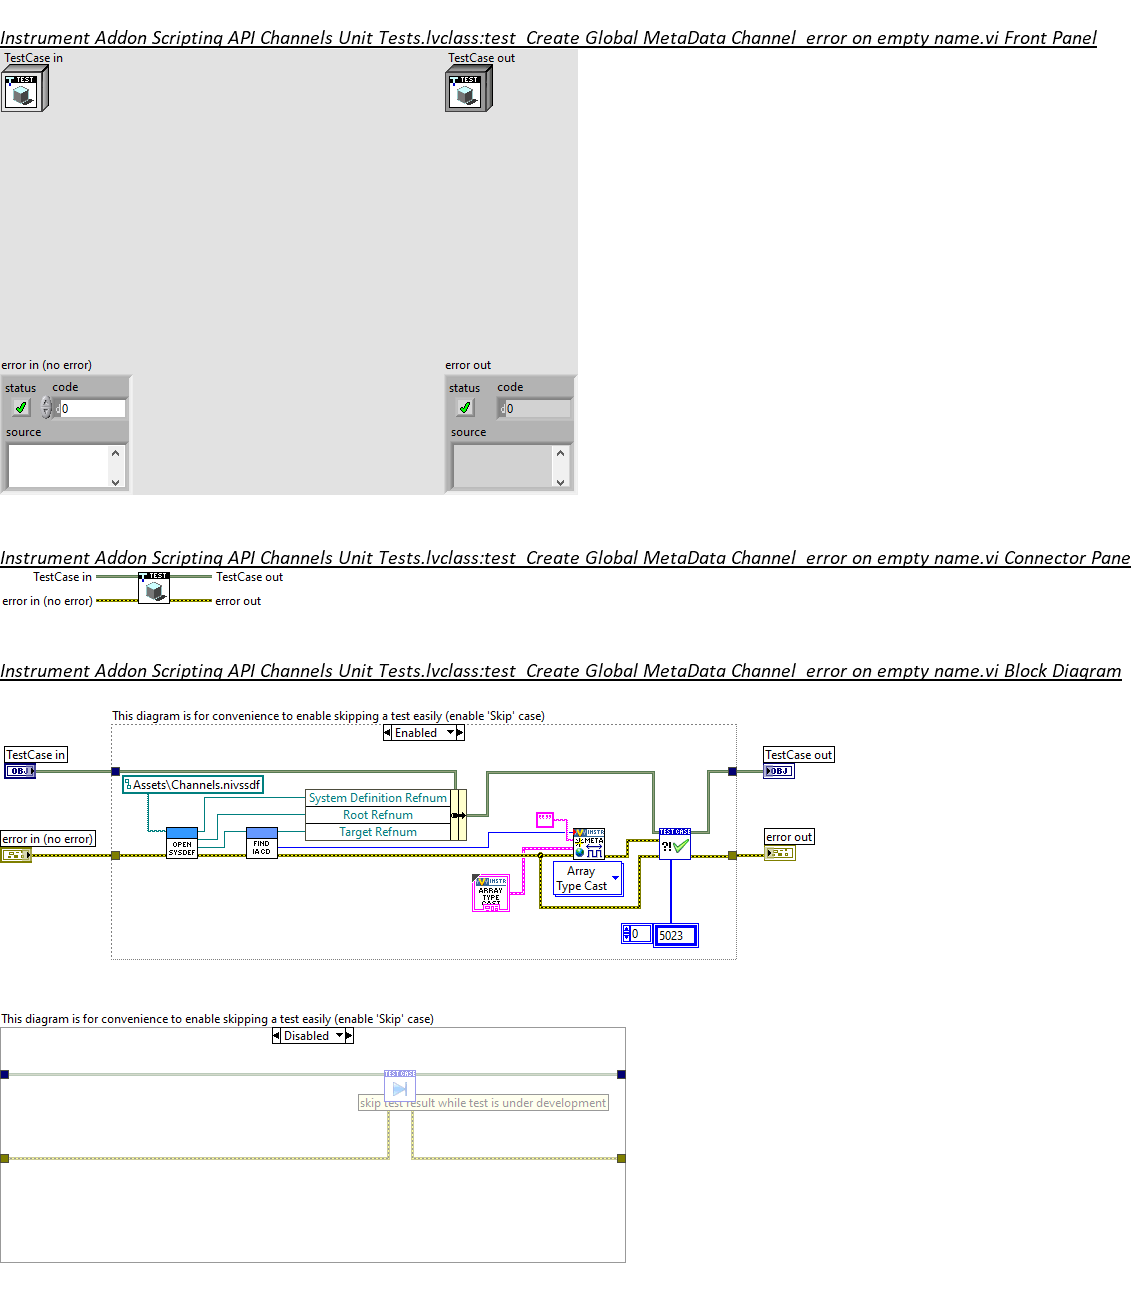 Instrument Addon Scripting API Channels Unit Tests.lvclass:test  Create Global MetaData Channel  error on empty name.vi Front Panel
TestCase in
TestCase out
TEST
TEST
error in (no error)
error out
status
code
status
code
d 0
d 0
source
source
Instrument Addon Scripting API Channels Unit Tests.lvclass:test  Create Global MetaData Channel  error on empty name.vi Connector Pane
TestCase in
TEST
TestCase out
error in (no error)
error out
Instrument Addon Scripting API Channels Unit Tests.lvclass:test  Create Global MetaData Channel  error on empty name.vi Block Diagram
This diagram is for convenience to enable skipping a test easily (enable 'Skip' case)
Enabled
TestCase in
TestCase out
OBJ
OBJ
Assets\Channels.nivssdf
System Definition Refnum
Root Refnum
Target Refnum
error in (no error)
error out
OPEN
SYSDEF
FIND
IA CD
INSTR
META
TEST CASE
?!
Array
Type Cast
INSTR
ARRAY
TYPE
CAST
0
5023
This diagram is for convenience to enable skipping a test easily (enable 'Skip' case)
Disabled
TEST CASE
skip test result while test is under development